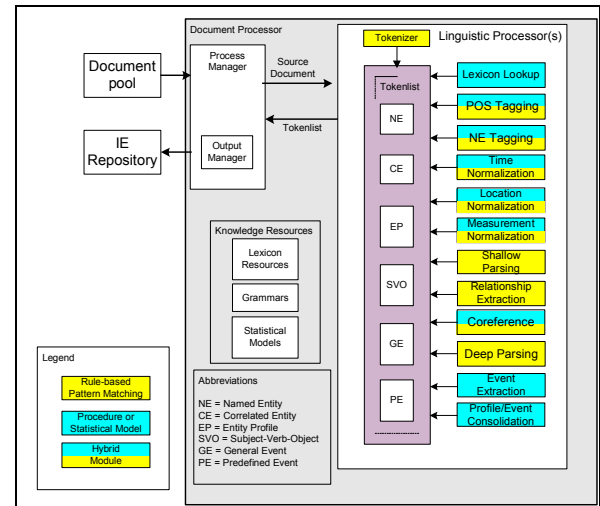 Document Processor
Document
pool
IE
Repository
Process
Manager
Output
Manager
Source
Document
Tokenlist
Knowledge Resources
Lexicon
Resources
Grammars
Statistical
Models
Abbreviations
NE = Named Entity
CE = Correlated Entity
EP = Entity Profile
SVO = Subject-Verb-Object
GE = General Event
PE = Predefined Event
Legend
Rule-based
Pattern Matching
Procedure or
Statistical Model
Hybrid
Module
Tokenizer
Linguistic Processor(s)
Tokenlist
NE
CE
EP
SVO
GE
PE
Lexicon Lookup
POS Tagging
NE Tagging
Time
Normalization
Location
Normalization
Measurement
Normalization
Shallow
Parsing
Relationship
Extraction
Coreference
Deep Parsing
Event
Extraction
Profile/Event
Consolidation